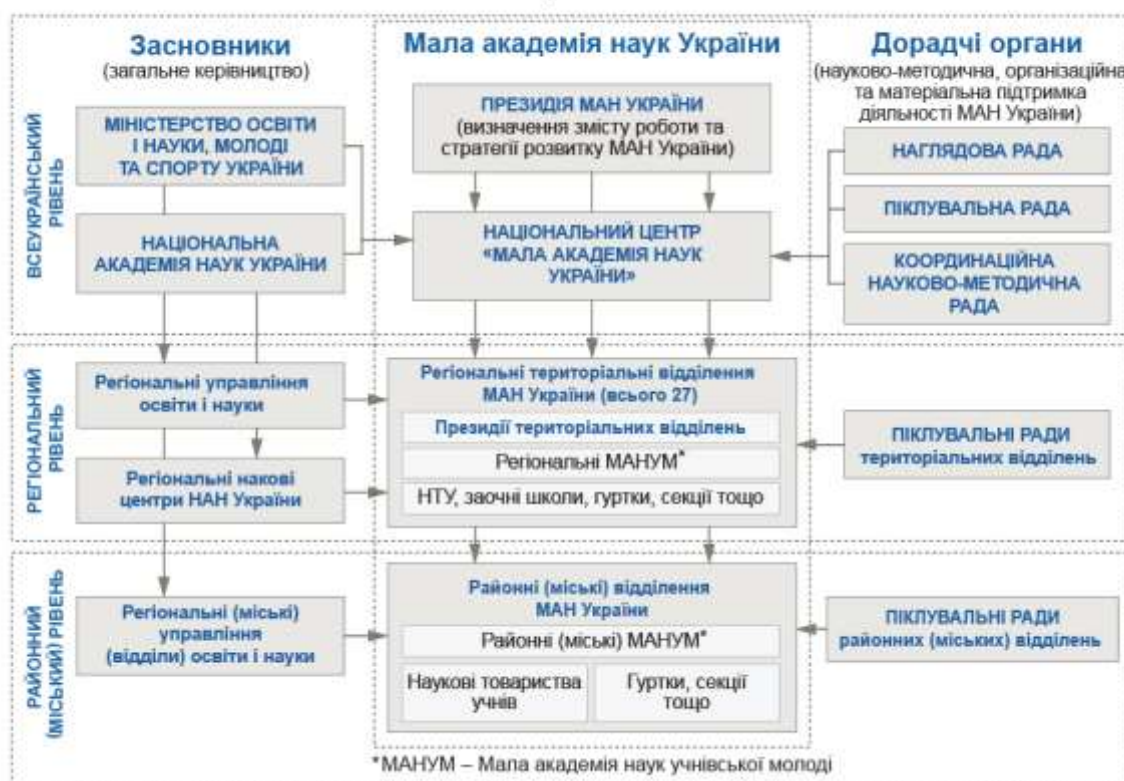 Засновники
(загальне керівництво)
Мала академія наук України
Дорадчі органи
(науково-методична, організаційна
та матеріальна підтримка
діяльності МАН України)
ВСЕУКРАЇНСЬКИЙ
РІВЕНЬ
МІНІСТЕРСТВО ОСВІТИ
І НАУКИ, МОЛОДІ
ТА СПОРТУ УКРАЇНИ
НАЦІОНАЛЬНА
АКАДЕМІЯ НАУК УКРАЇНИ
ПРЕЗИДІЯ МАН УКРАЇНИ
(визначення змісту роботи та
стратегії розвитку МАН України)
НАЦІОНАЛЬНИЙ ЦЕНТР
«МАЛА АКАДЕМІЯ НАУК
УКРАЇНИ»
НАГЛЯДОВА РАДА
ПІКЛУВАЛЬНА РАДА
КООРДИНАЦІЙНА
НАУКОВО-МЕТОДИЧНА
РАДА
РЕГІОНАЛЬНИЙ
РІВЕНЬ
Регіональні управління
освіти і науки
Регіональні накові
центри НАН України
Регіональні територіальні відділення
МАН України (всього 27)
Президії територіальних відділень
Регіональні МАНУМ*
НТУ, заочні школи, гуртки, секції тощо
ПІКЛУВАЛЬНІ РАДИ
територіальних відділень
РАЙОННИЙ
(МІСЬКИЙ) РІВЕНЬ
Регіональні (міські)
управління
(відділи) освіти і науки
Районні (міські) відділення
МАН України
Районні (міські) МАНУМ*
Наукові товариства
учнів
Гуртки, секції
тощо
ПІКЛУВАЛЬНІ РАДИ
районних (міських) відділень
*МАНУМ – Мала академія наук учнівської молоді